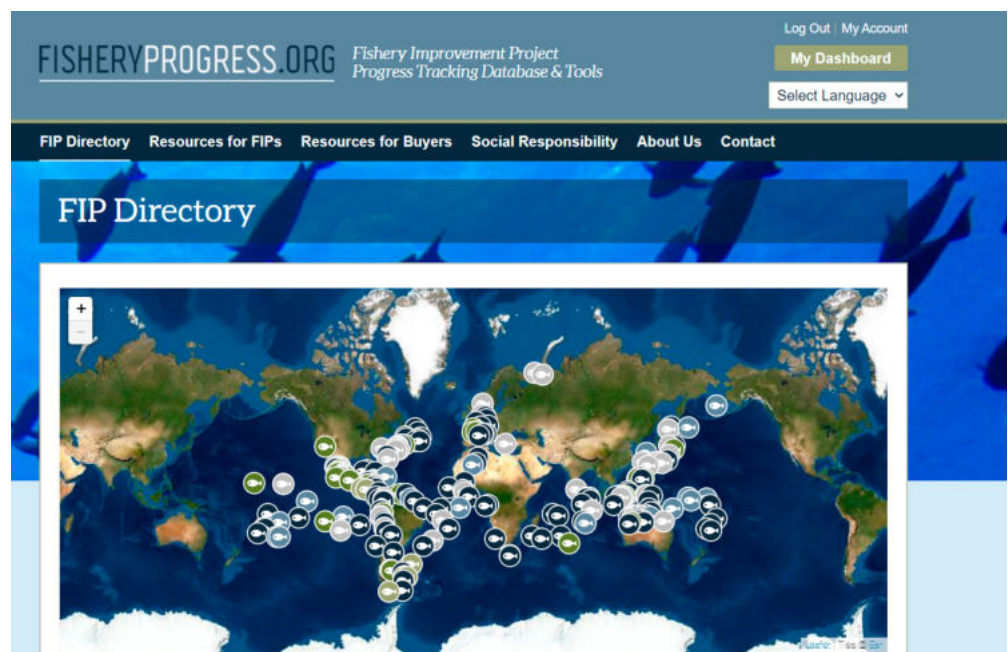 Log Out | My Account
FISHERYPROGRESS.ORG
Fishery Improvement Project
Progress Tracking Database & Tools
My Dashboard
Select Language
FIP Directory Resources for FIPs Resources for Buyers Social Responsibility About Us Contact
FIP Directory
+
−